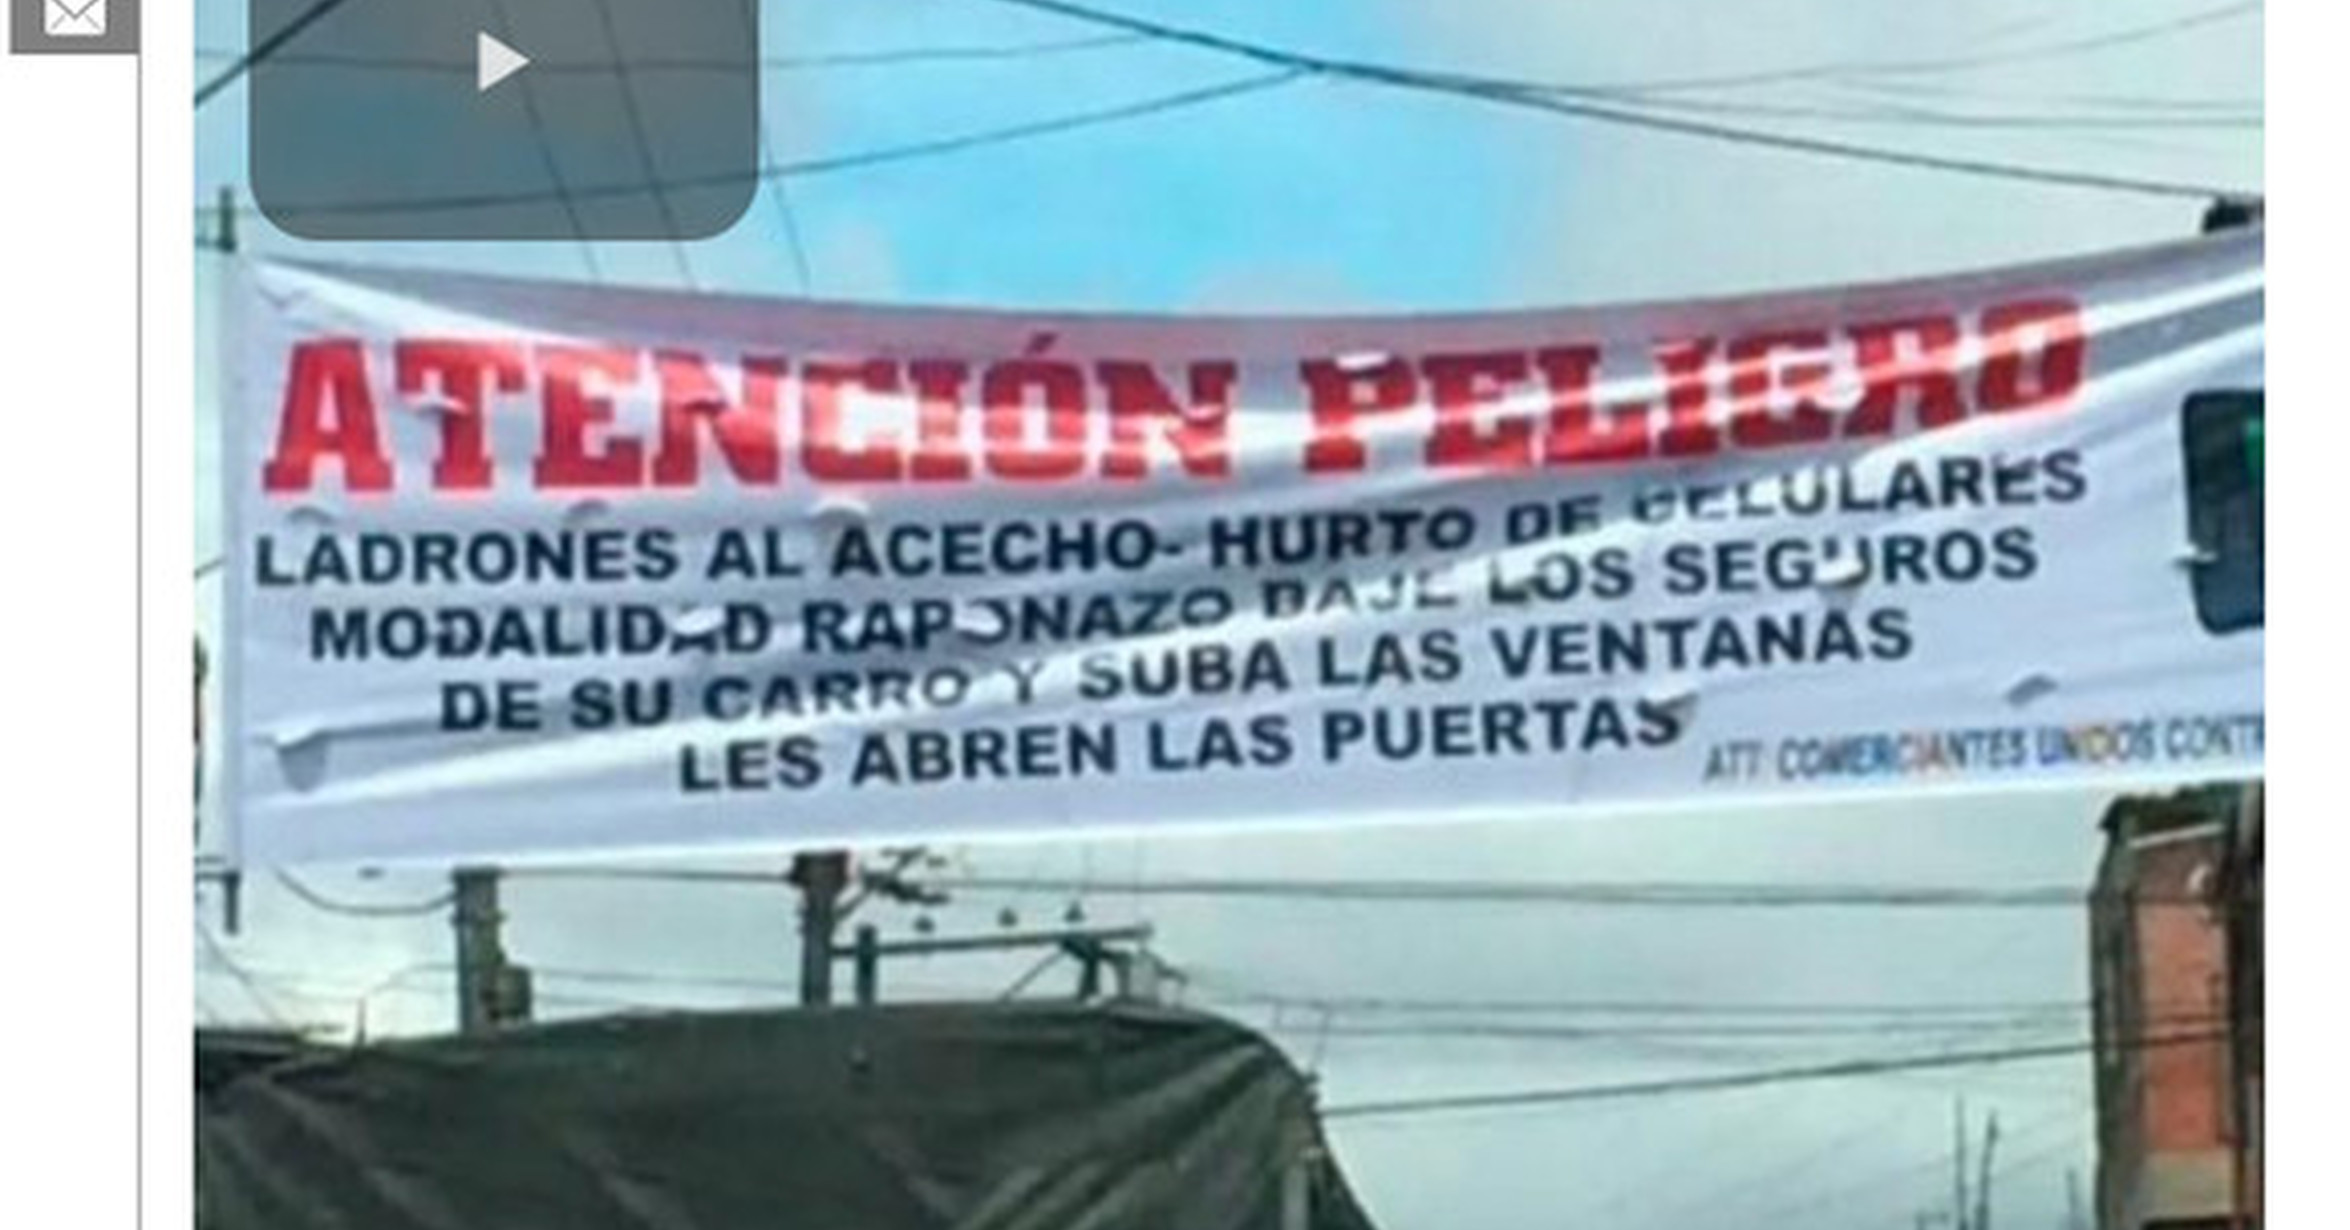 ATENCIÓN PELIGRO
LADRONES AL ACECHO- HURTO DE CELULARES
MODALIDAD RAPONAZO BAJE LOS SEGUROS
DE SU CARRO Y SUBA LAS VENTANAS
LES ABREN LAS PUERTAS
ATT COMERCIANTES UNIDOS CONTR